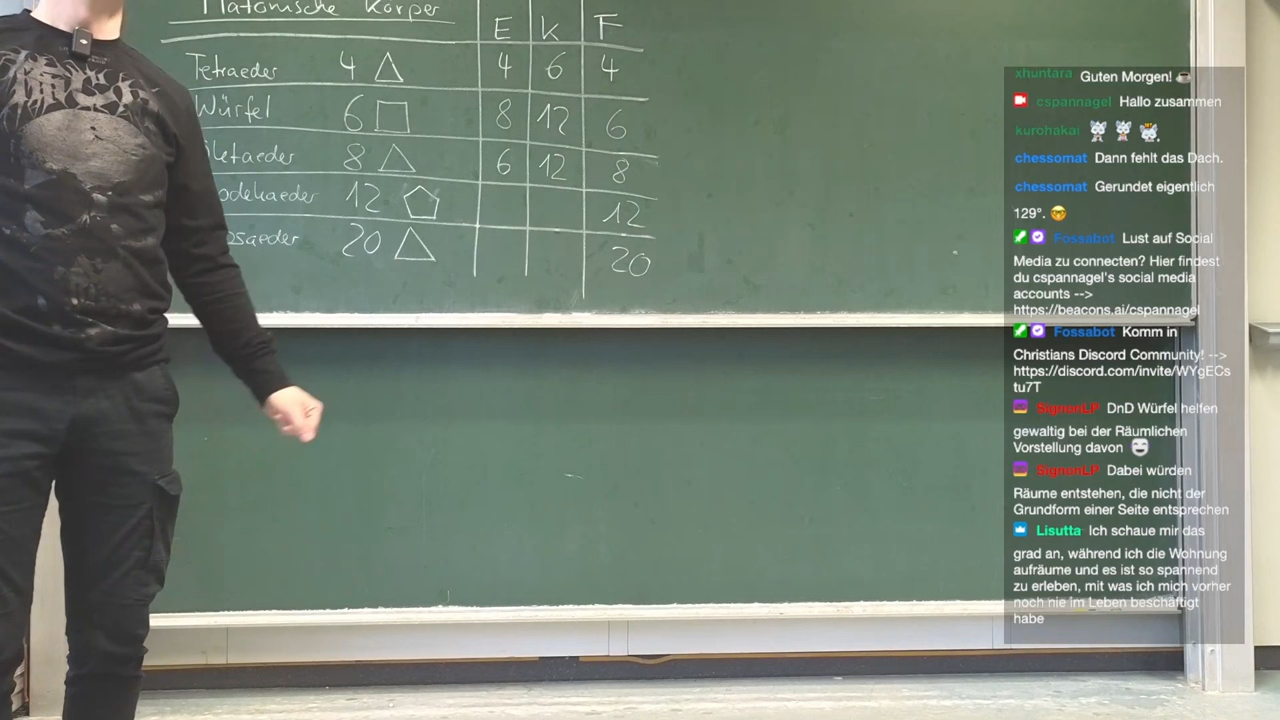 Platonische Körper
E K F
Tetraeder 4 △ 4 6 4
Würfel 6 □ 8 12 6
Oktaeder 8 △ 6 12 8
odekaeder 12 ⬠ 12
osaeder 20 △ 20
xhuntara Guten Morgen! ☕
cspannagel Hallo zusammen
kurohakai
chessomat Dann fehlt das Dach.
chessomat Gerundet eigentlich
129°. 🤓
Fossabot Lust auf Social
Media zu connecten? Hier findest
du cspannagel's social media
accounts -->
https://beacons.ai/cspannagel
Fossabot Komm in
Christians Discord Community! -->
https://discord.com/invite/WYgECs
tu7T
SignonLP DnD Würfel helfen
gewaltig bei der Räumlichen
Vorstellung davon
SignonLP Dabei würden
Räume entstehen, die nicht der
Grundform einer Seite entsprechen
Lisutta Ich schaue mir das
grad an, während ich die Wohnung
aufräume und es ist so spannend
zu erleben, mit was ich mich vorher
noch nie im Leben beschäftigt
habe